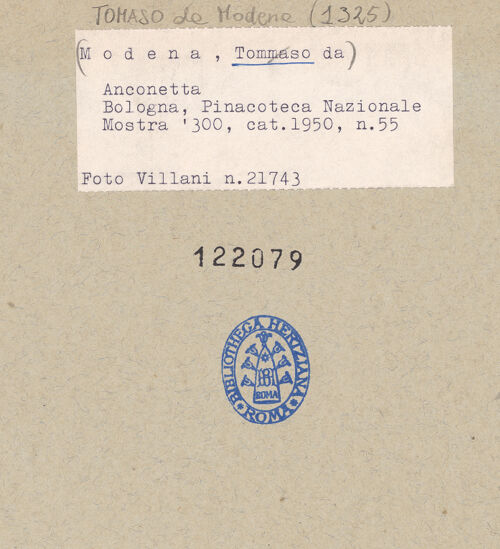 TOMASO da Modena (1325)
(Modena, Tommaso da)
Anconetta
Bologna, Pinacoteca Nazionale
Mostra '300, cat.1950, n.55
Foto Villani n.21743
122079
BIBLIOTHECA HERTZIANA
ROMA
ROMA